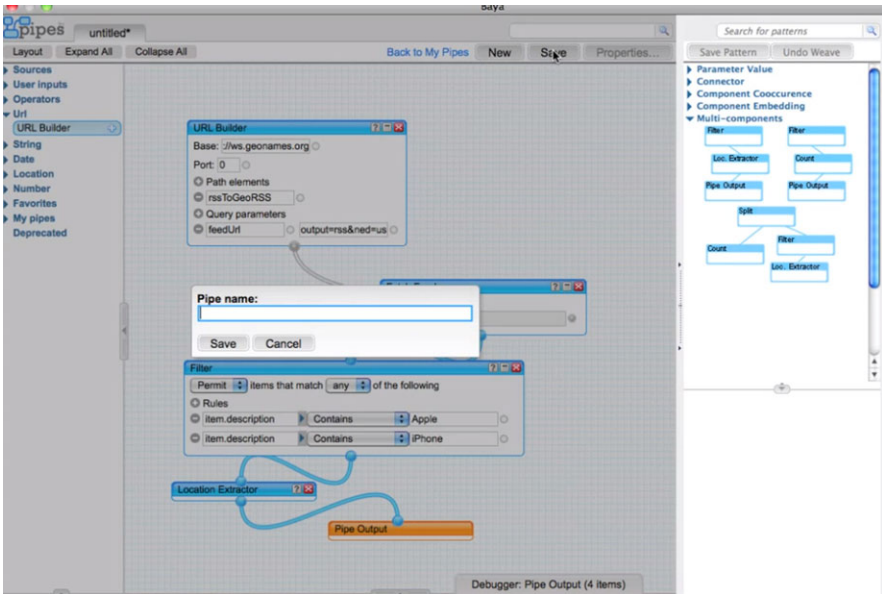 Baya
pipes
untitled*
Layout Expand All Collapse All Back to My Pipes New Save Properties...
Sources
User inputs
Operators
Url
URL Builder
String
Date
Location
Number
Favorites
My pipes
Deprecated
URL Builder
Base: ://ws.geonames.org
Port: 0
Path elements
rssToGeoRSS
Query parameters
feedUrl output=rss&ned=us
Pipe name:
Save Cancel
Filter
Permit items that match any of the following
Rules
item.description Contains Apple
item.description Contains iPhone
Location Extractor
Pipe Output
Debugger: Pipe Output (4 items)
Search for patterns
Save Pattern Undo Weave
Parameter Value
Connector
Component Cooccurence
Component Embedding
Multi-components
Filter Filter
Loc. Extractor Count
Pipe Output Pipe Output
Split
Count Filter
Loc. Extractor